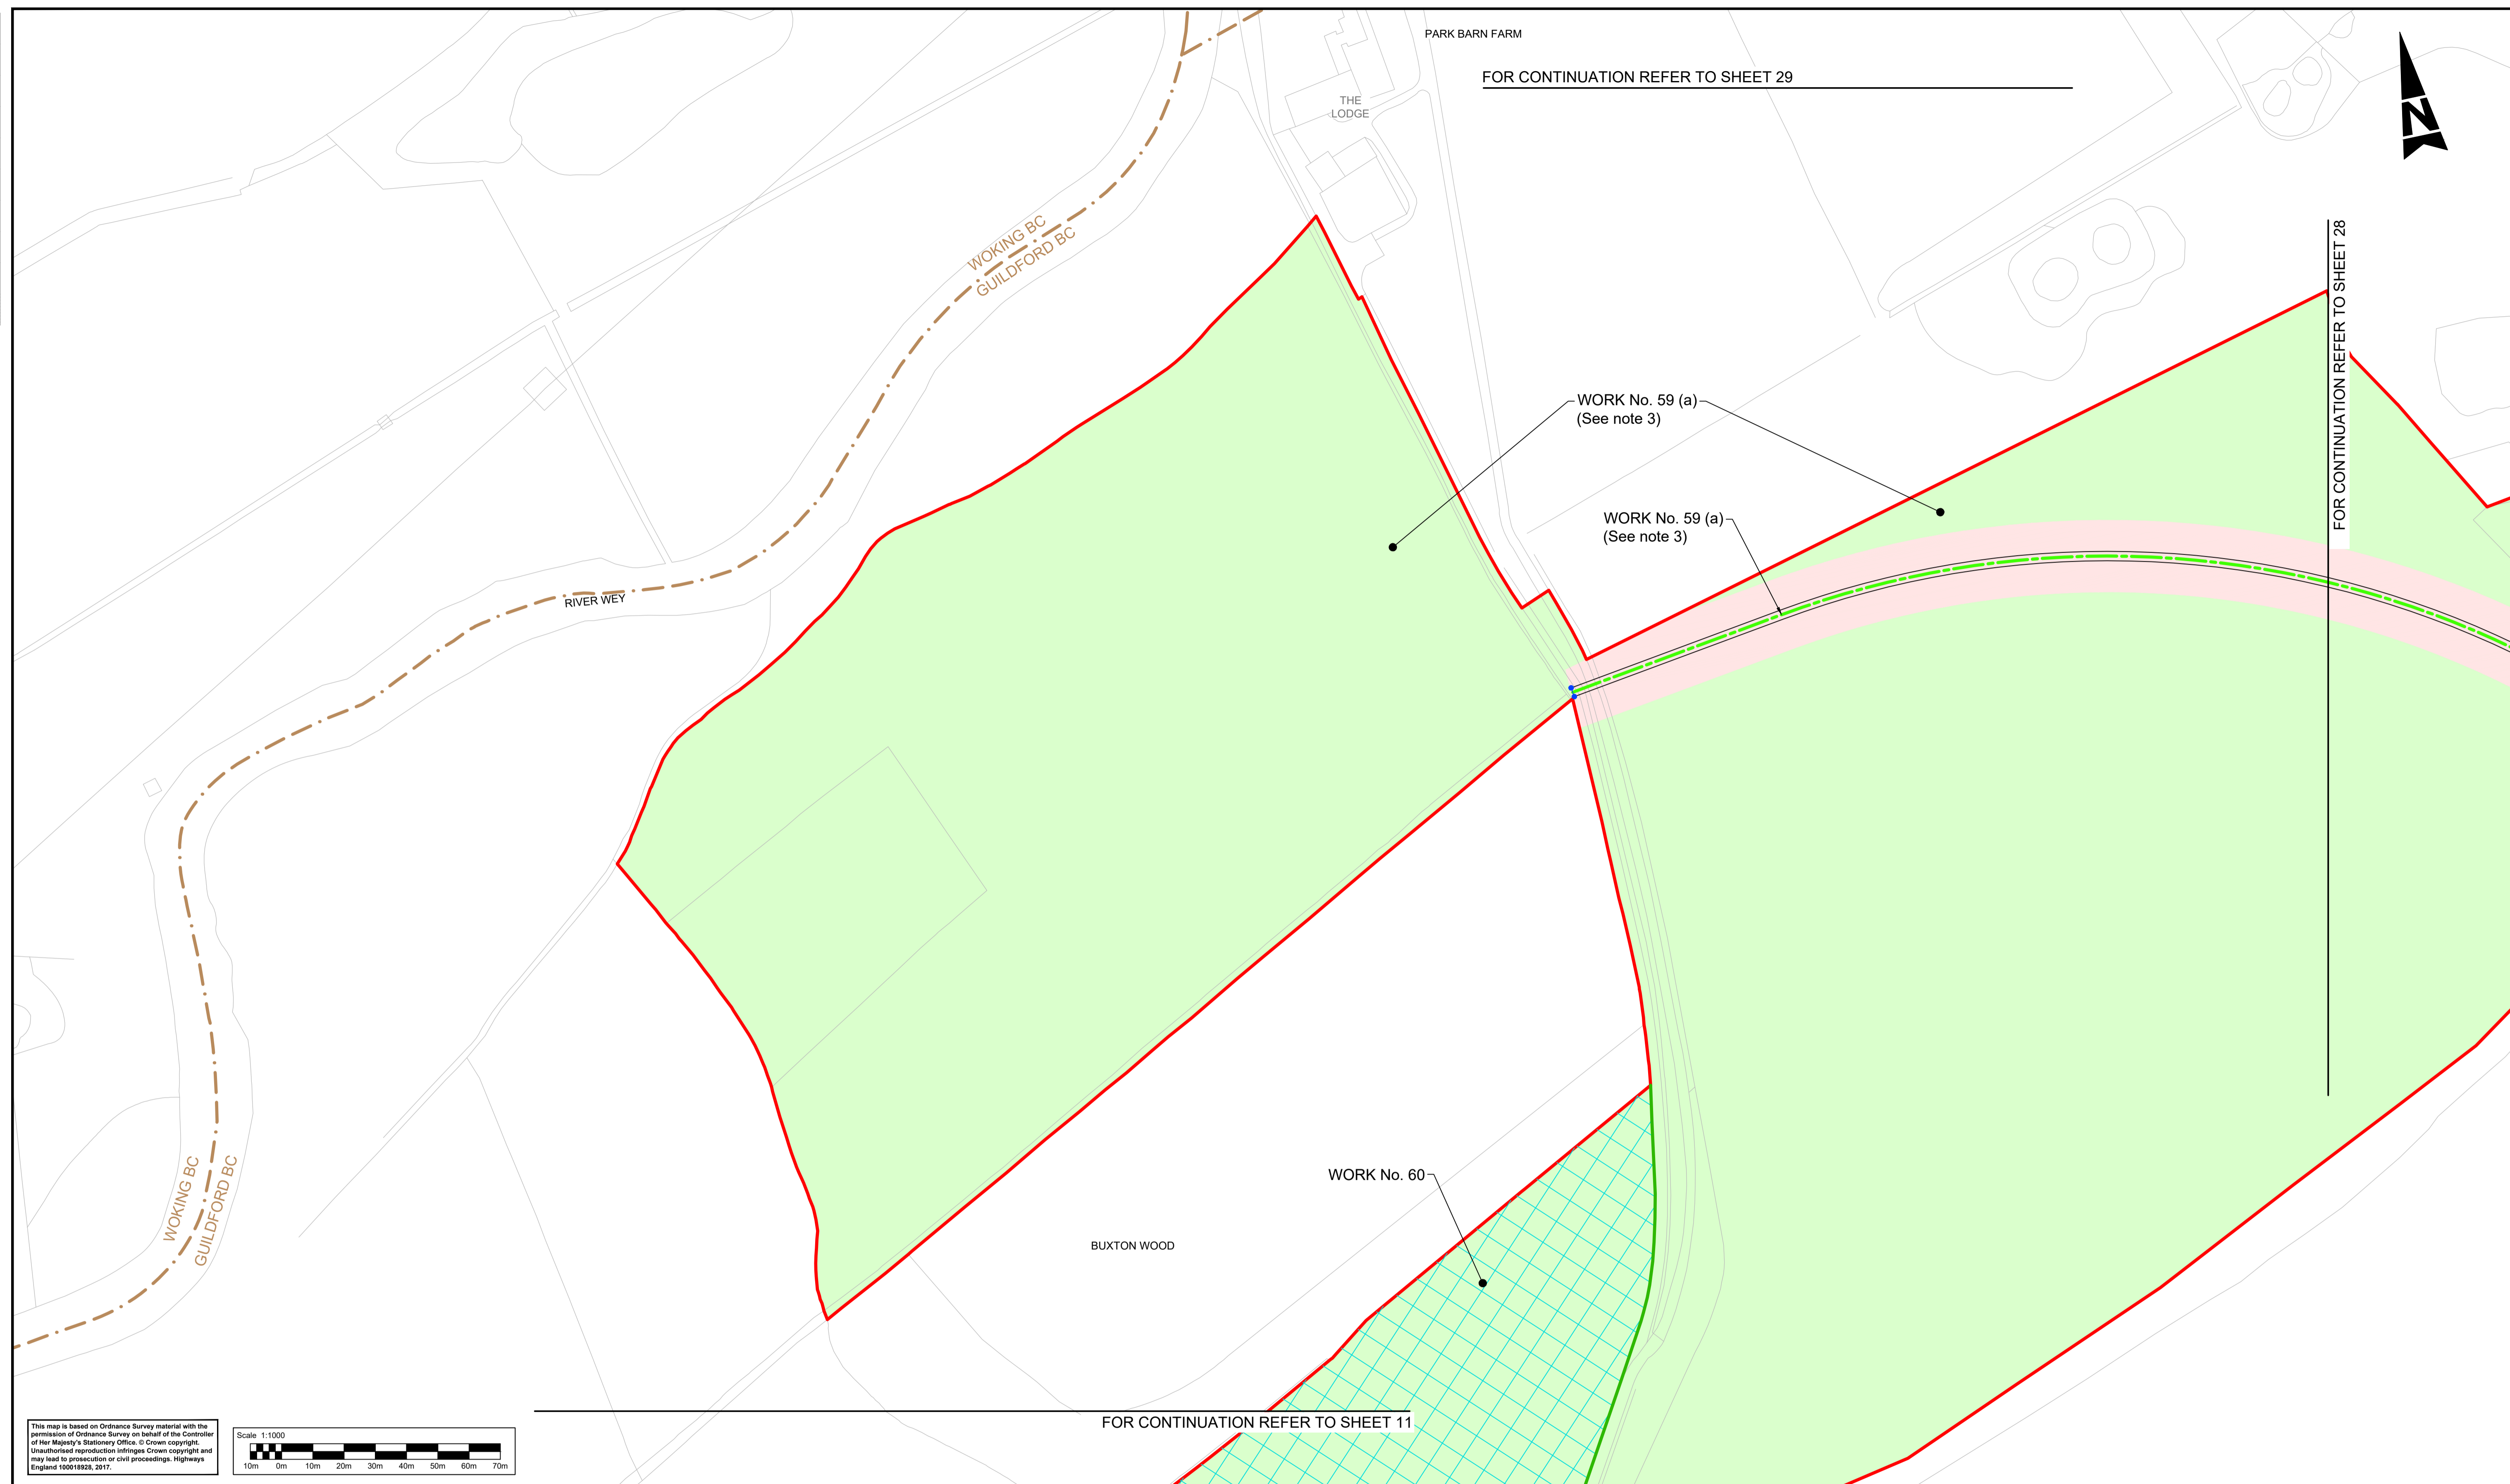 PARK BARN FARM
FOR CONTINUATION REFER TO SHEET 29
THE
LODGE
N
WOKING BC
GUILDFORD BC
FOR CONTINUATION REFER TO SHEET 28
WORK No. 59 (a)
(See note 3)
WORK No. 59 (a)
(See note 3)
RIVER WEY
WOKING BC
GUILDFORD BC
WORK No. 60
BUXTON WOOD
FOR CONTINUATION REFER TO SHEET 11
This map is based on Ordnance Survey material with the
permission of Ordnance Survey on behalf of the Controller
of Her Majesty's Stationery Office. © Crown copyright.
Unauthorised reproduction infringes Crown copyright and
may lead to prosecution or civil proceedings. Highways
England 100018928, 2017.
Scale 1:1000
10m 0m 10m 20m 30m 40m 50m 60m 70m